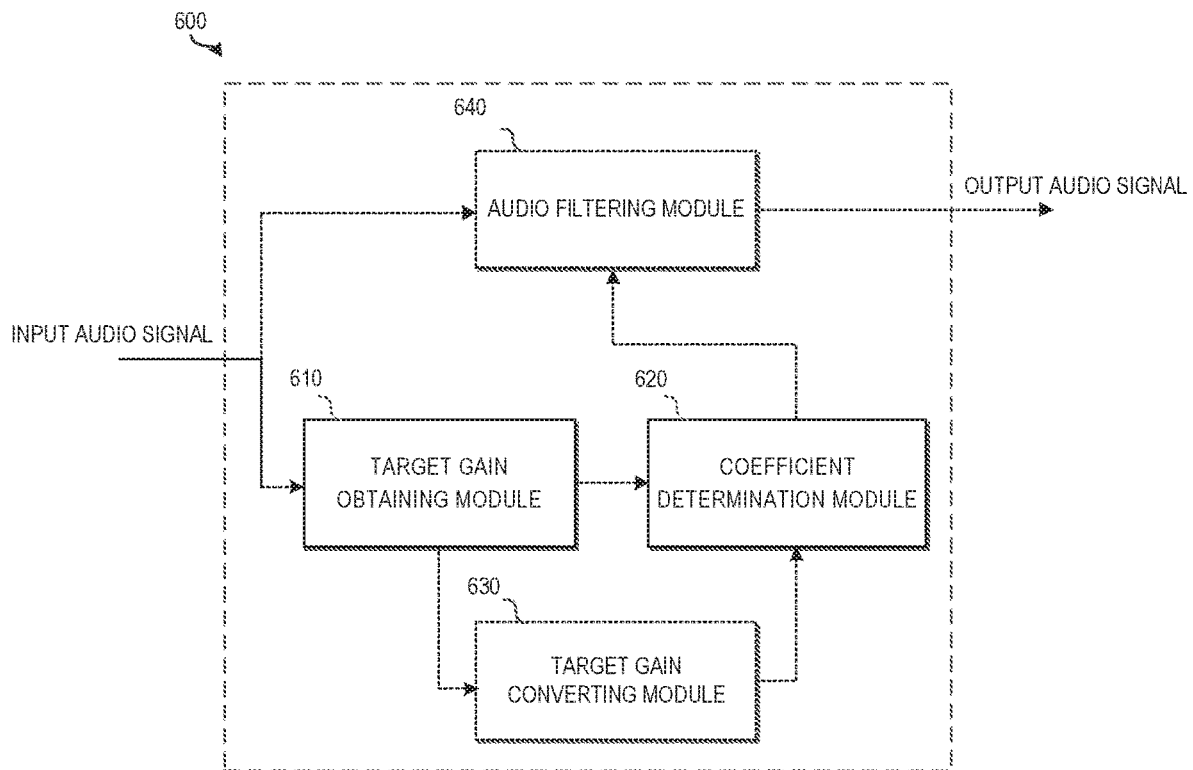 600
640
AUDIO FILTERING MODULE
OUTPUT AUDIO SIGNAL
INPUT AUDIO SIGNAL
610
620
TARGET GAIN
OBTAINING MODULE
COEFFICIENT
DETERMINATION MODULE
630
TARGET GAIN
CONVERTING MODULE